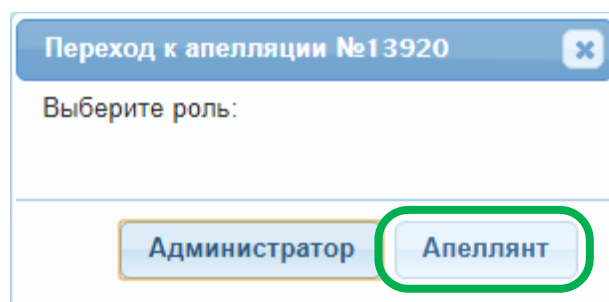 Переход к апелляции №13920
Выберите роль:
Администратор Апеллянт